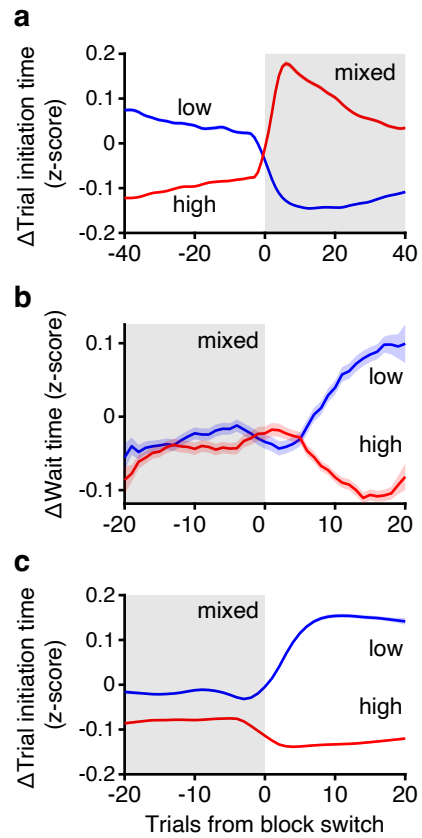 a
ΔTrial initiation time
(z-score)
0.2
0.1
0
-0.1
-0.2
low
high
mixed
-40 -20 0 20 40
b
ΔWait time (z-score)
0.1
0
-0.1
mixed
low
high
-20 -10 0 10 20
c
ΔTrial initiation time
(z-score)
0.2
0.1
0
-0.1
-0.2
mixed
low
high
-20 -10 0 10 20
Trials from block switch